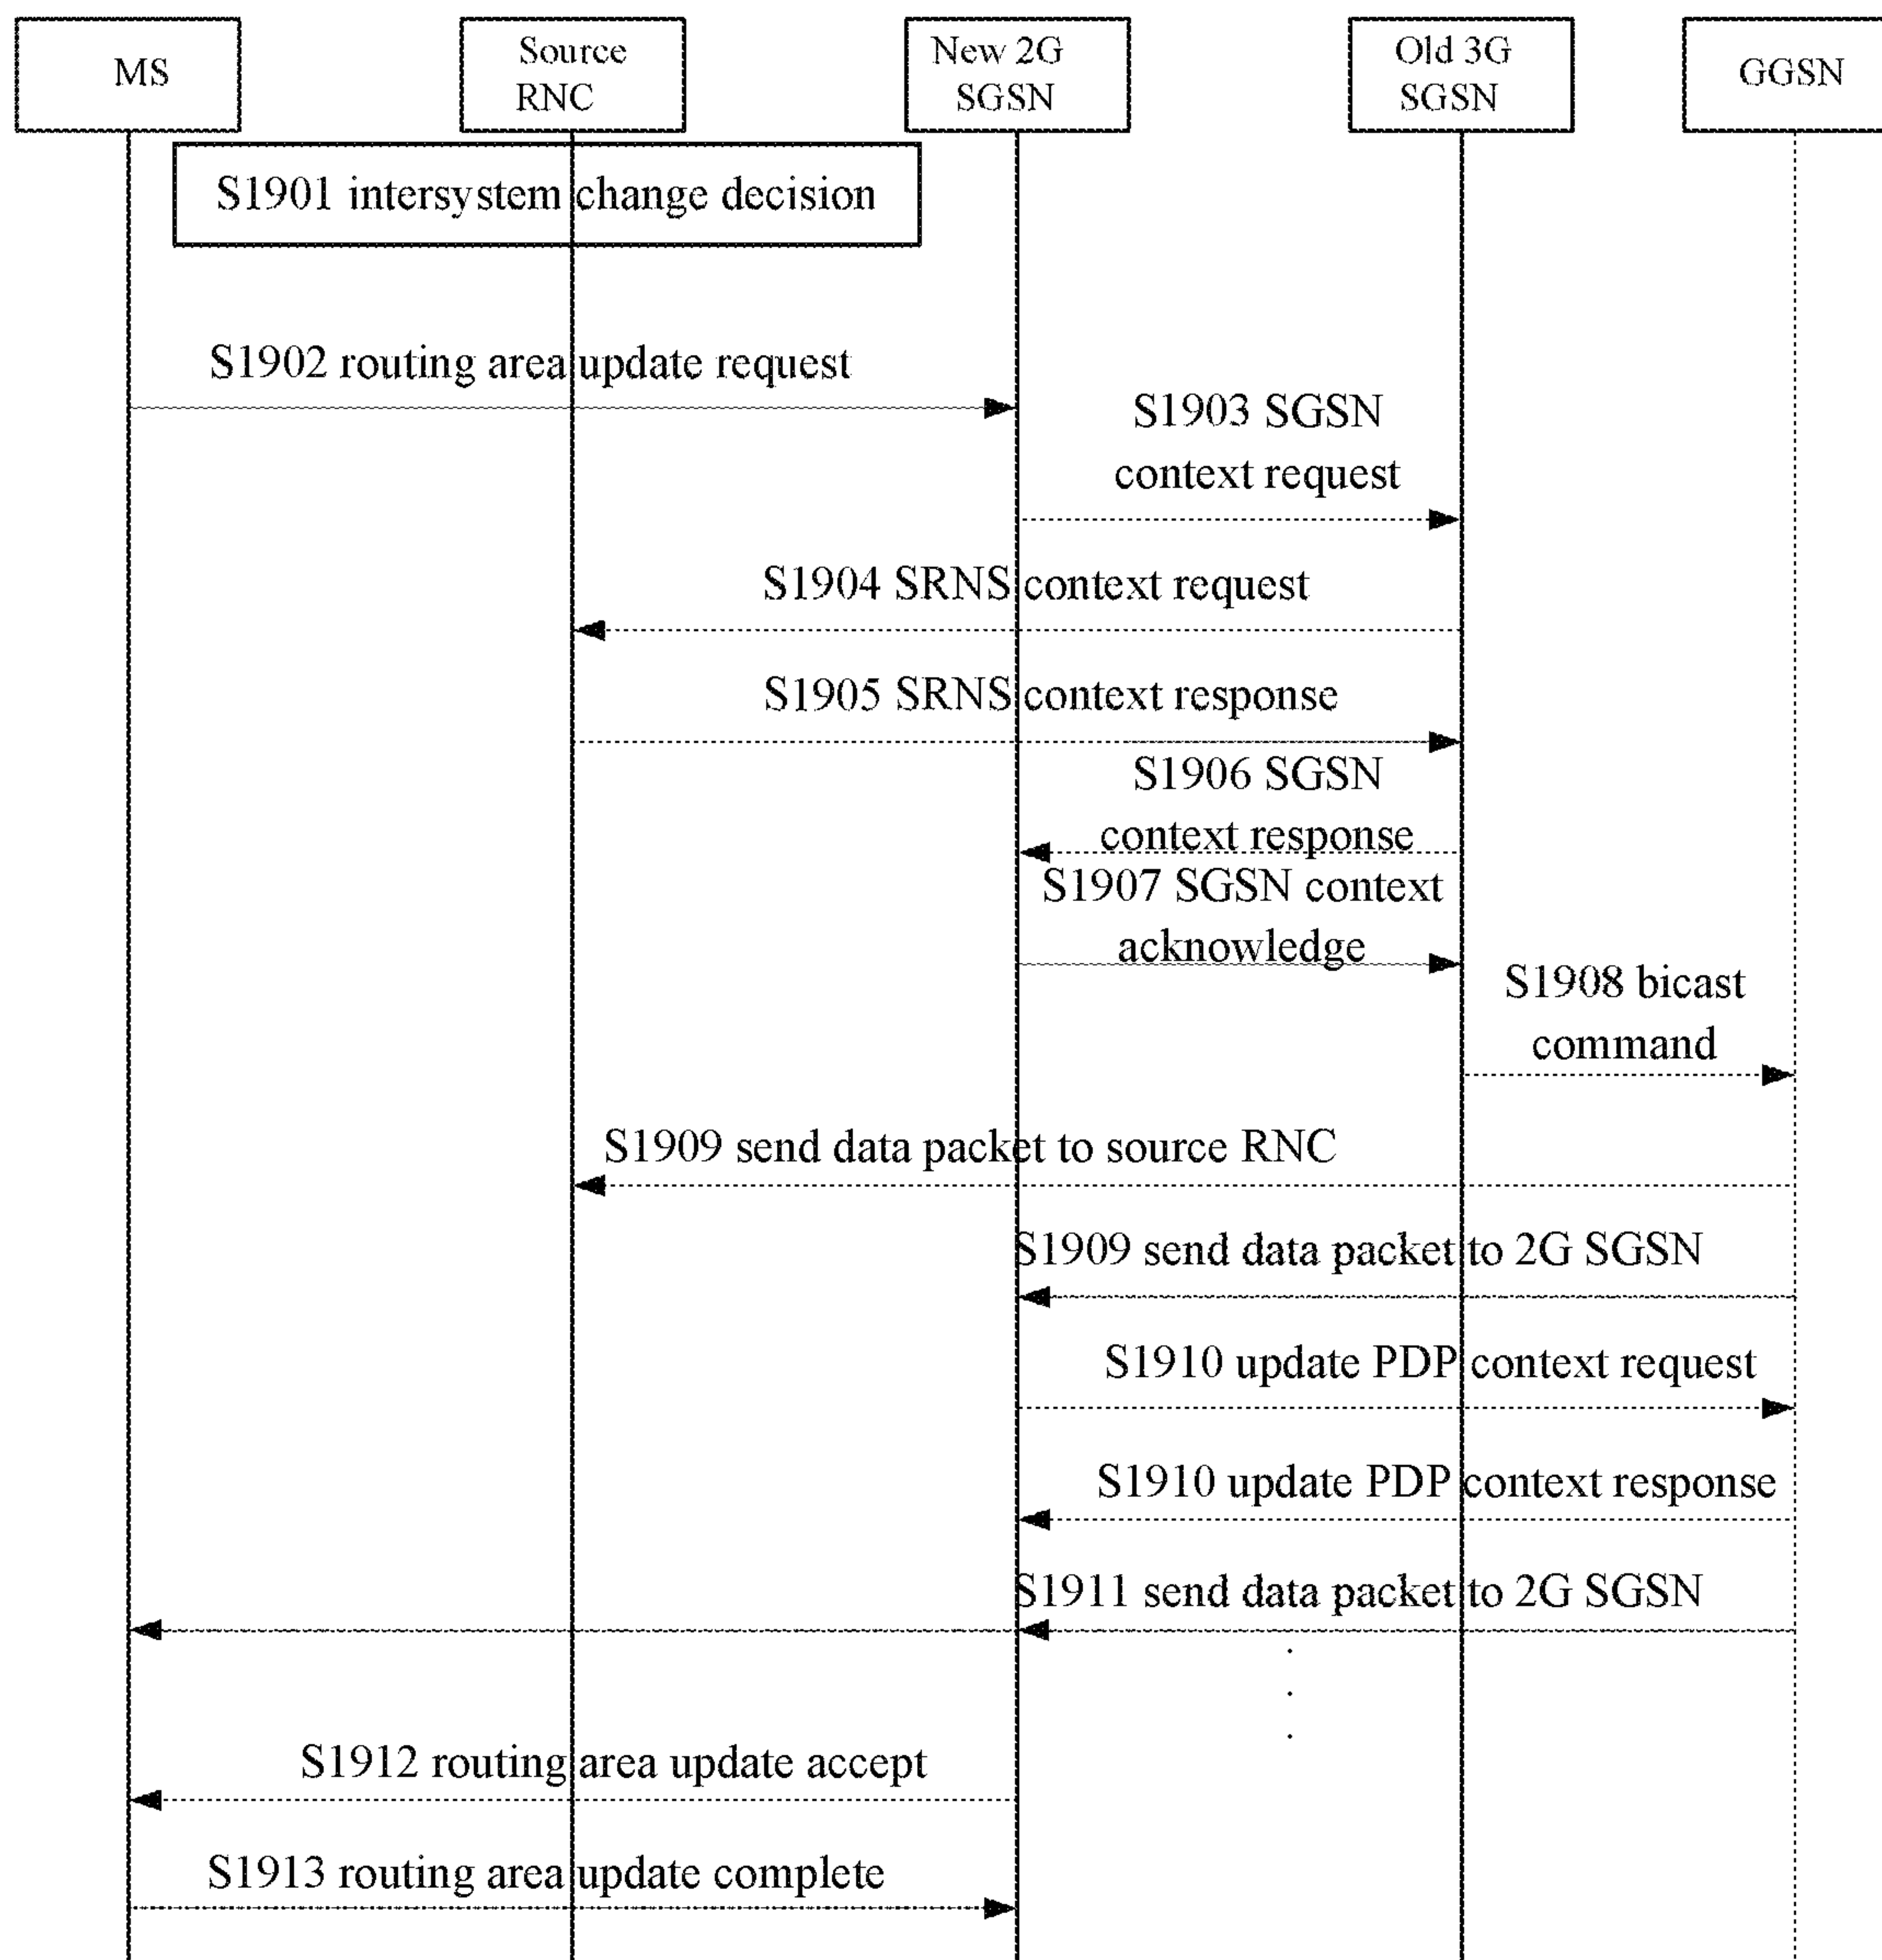 MS
Source
RNC
New 2G
SGSN
Old 3G
SGSN
GGSN
S1901 intersystem change decision
S1902 routing area update request
S1903 SGSN
context request
S1904 SRNS context request
S1905 SRNS context response
S1906 SGSN
context response
S1907 SGSN context
acknowledge
S1908 bicast
command
S1909 send data packet to source RNC
S1909 send data packet to 2G SGSN
S1910 update PDP context request
S1910 update PDP context response
S1911 send data packet to 2G SGSN
S1912 routing area update accept
S1913 routing area update complete